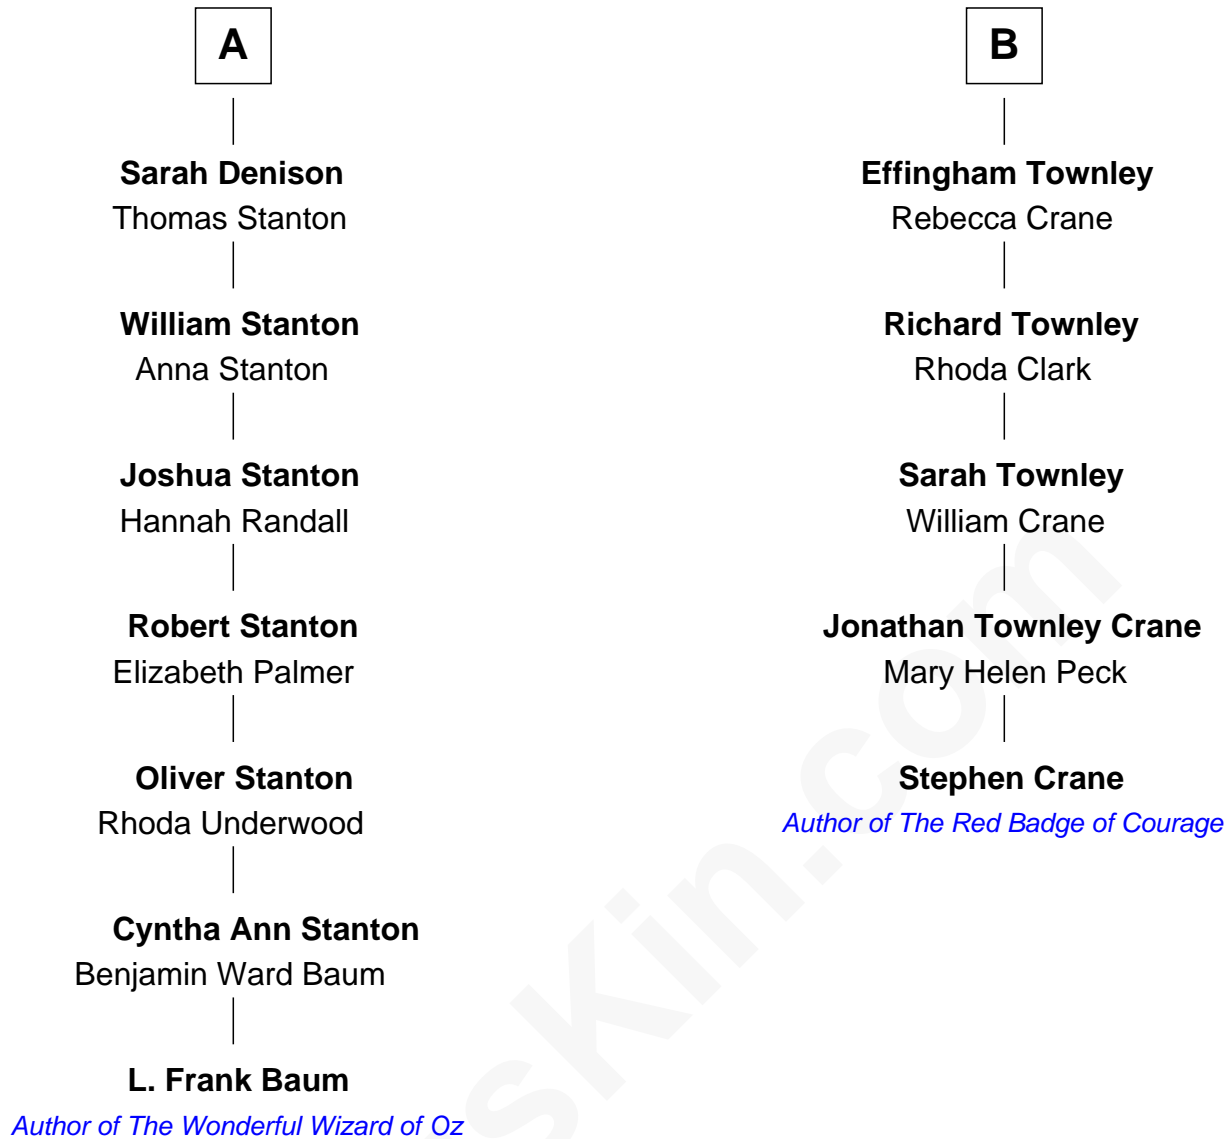 A
Sarah Denison
Thomas Stanton
William Stanton
Anna Stanton
Joshua Stanton
Hannah Randall
Robert Stanton
Elizabeth Palmer
Oliver Stanton
Rhoda Underwood
Cyntha Ann Stanton
Benjamin Ward Baum
L. Frank Baum
Author of The Wonderful Wizard of Oz
B
Effingham Townley
Rebecca Crane
Richard Townley
Rhoda Clark
Sarah Townley
William Crane
Jonathan Townley Crane
Mary Helen Peck
Stephen Crane
Author of The Red Badge of Courage
sKin.com